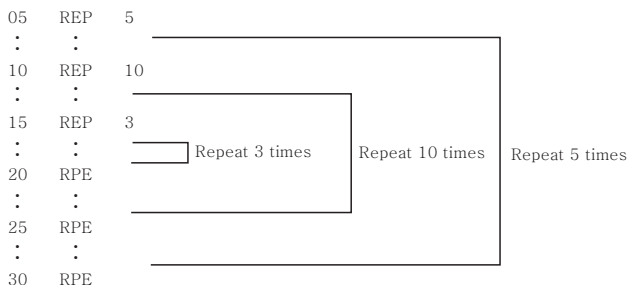 05 REP 5
: :
10 REP 10
: :
15 REP 3
: : Repeat 3 times Repeat 10 times Repeat 5 times
20 RPE
: :
25 RPE
: :
30 RPE